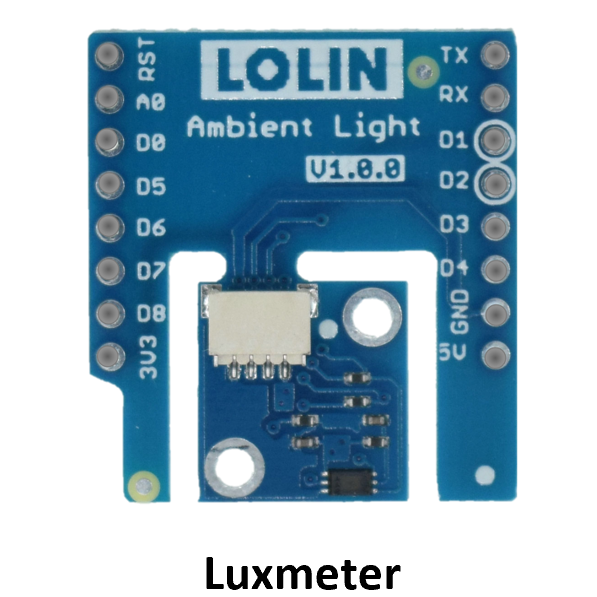 LOLIN
Ambient Light
V1.0.0
RST
A0
D0
D5
D6
D7
D8
3V3
TX
RX
D1
D2
D3
D4
GND
5V
Luxmeter